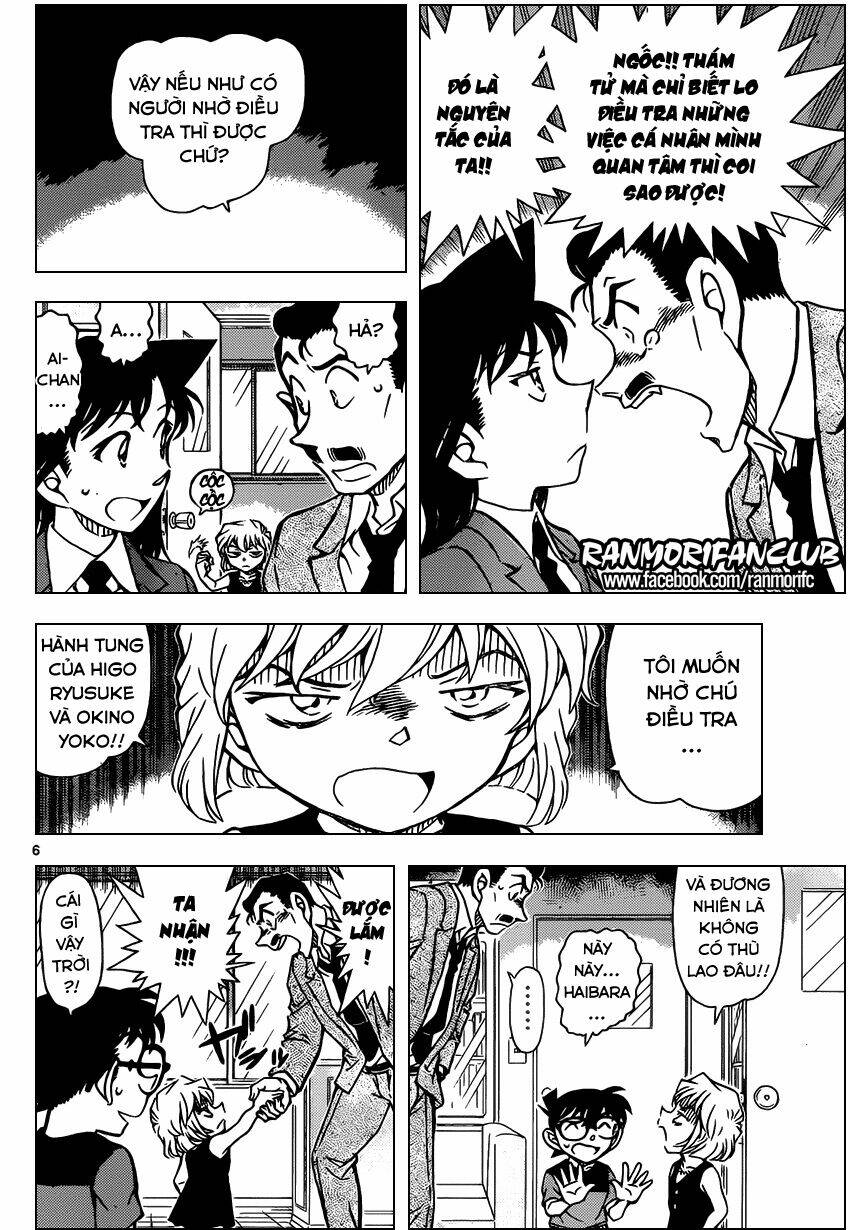 NGỐC!! THÁM
TỬ MÀ CHỈ BIẾT LO
ĐIỀU TRA NHỮNG
VIỆC CÁ NHÂN MÌNH
QUAN TÂM THÌ COI
SAO ĐƯỢC!
ĐÓ LÀ
NGUYÊN
TẮC CỦA
TA!!
RANMORIFANCLUB
www.facebook.com/ranmorifc
VẬY NẾU NHƯ CÓ
NGƯỜI NHỜ ĐIỀU
TRA THÌ ĐƯỢC
CHỨ?
HẢ?
A...
AI-
CHAN
...
CỘC
CỘC
TÔI MUỐN
NHỜ CHÚ
ĐIỀU TRA
...
HÀNH TUNG
CỦA HIGO
RYUSUKE
VÀ OKINO
YOKO!!
6
VÀ ĐƯƠNG
NHIÊN LÀ
KHÔNG
CÓ THÙ
LAO ĐÂU!!
NÀY
NÀY...
HAIBARA
...
......
ĐƯỢC
LẮM!
TA
NHẬN
!!!
CÁI
GÌ
VẬY
TRỜI
?!